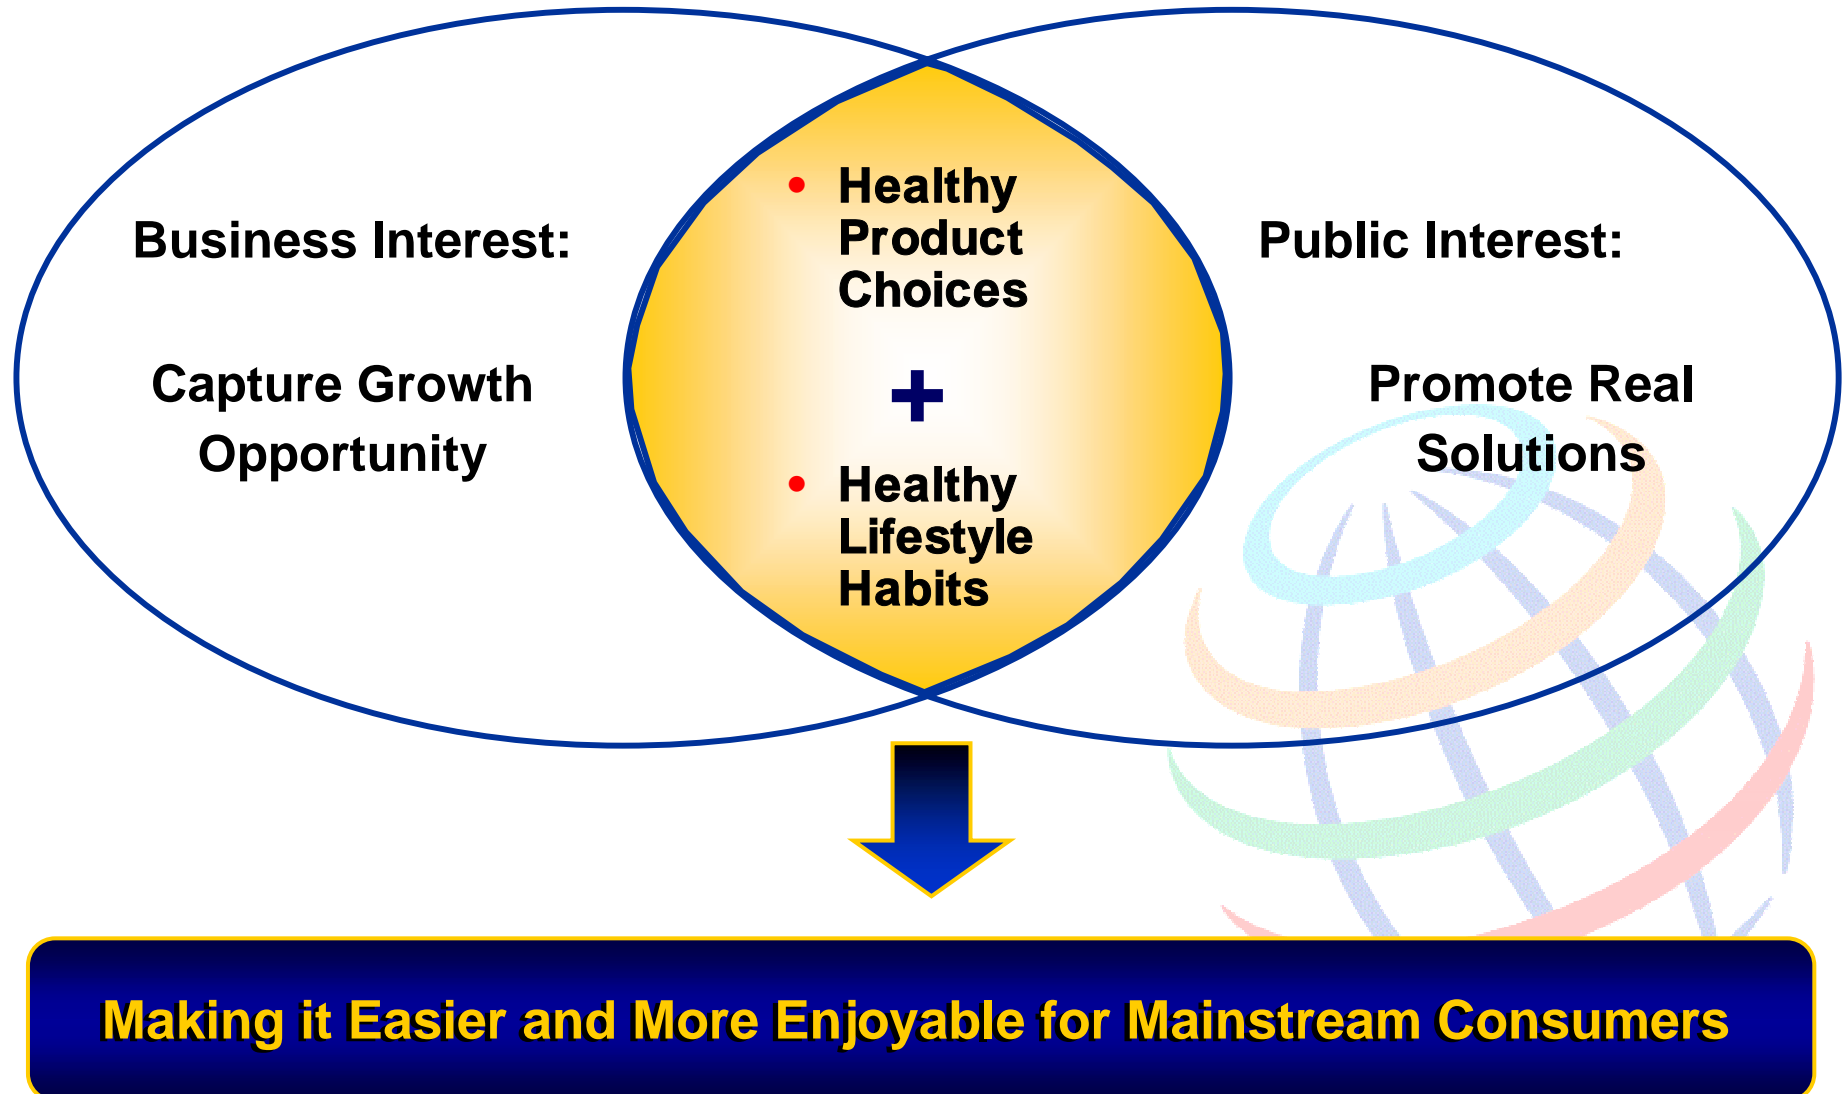 Business Interest:
Capture Growth
Opportunity
• Healthy
Product
Choices
+
• Healthy
Lifestyle
Habits
Public Interest:
Promote Real
Solutions
Making it Easier and More Enjoyable for Mainstream Consumers